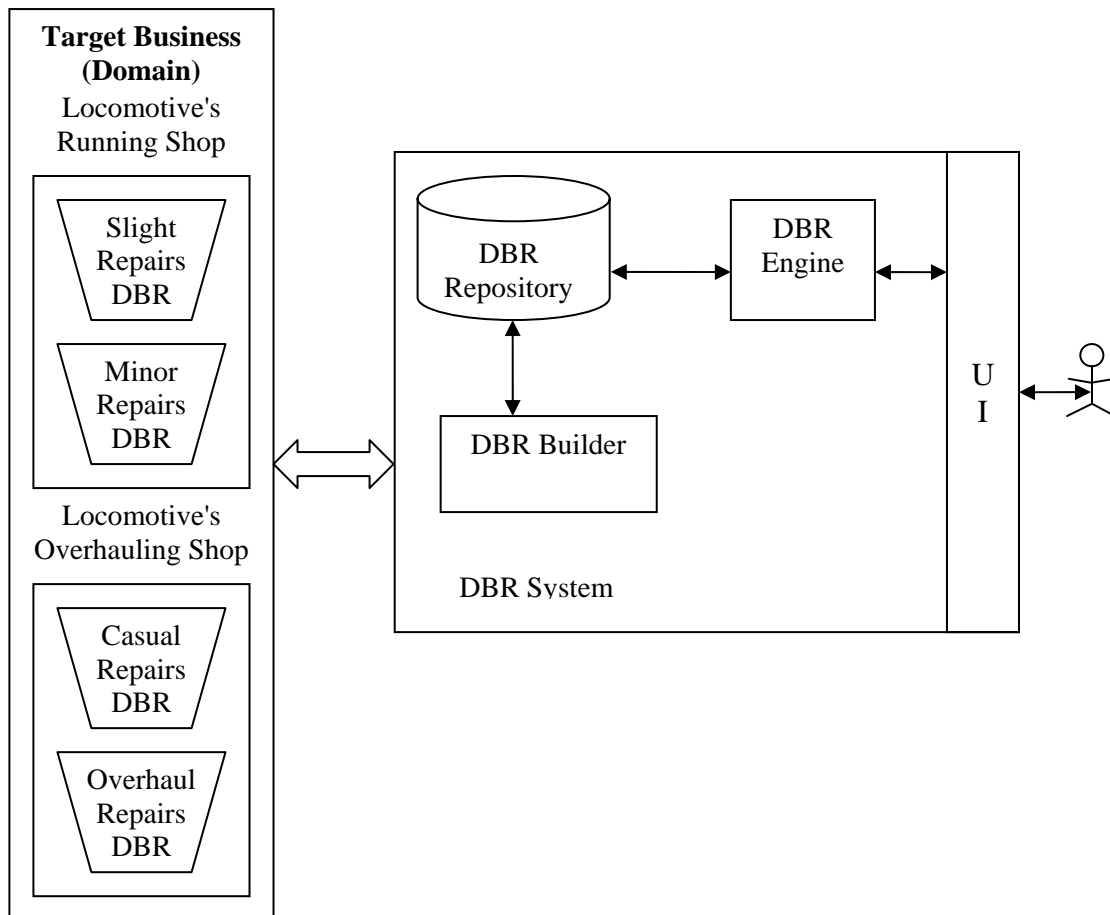 Target Business
(Domain)
Locomotive's
Running Shop
Slight
Repairs
DBR
Minor
Repairs
DBR
Locomotive's
Overhauling Shop
Casual
Repairs
DBR
Overhaul
Repairs
DBR
DBR
Repository
DBR
Engine
DBR Builder
DBR System
U
I